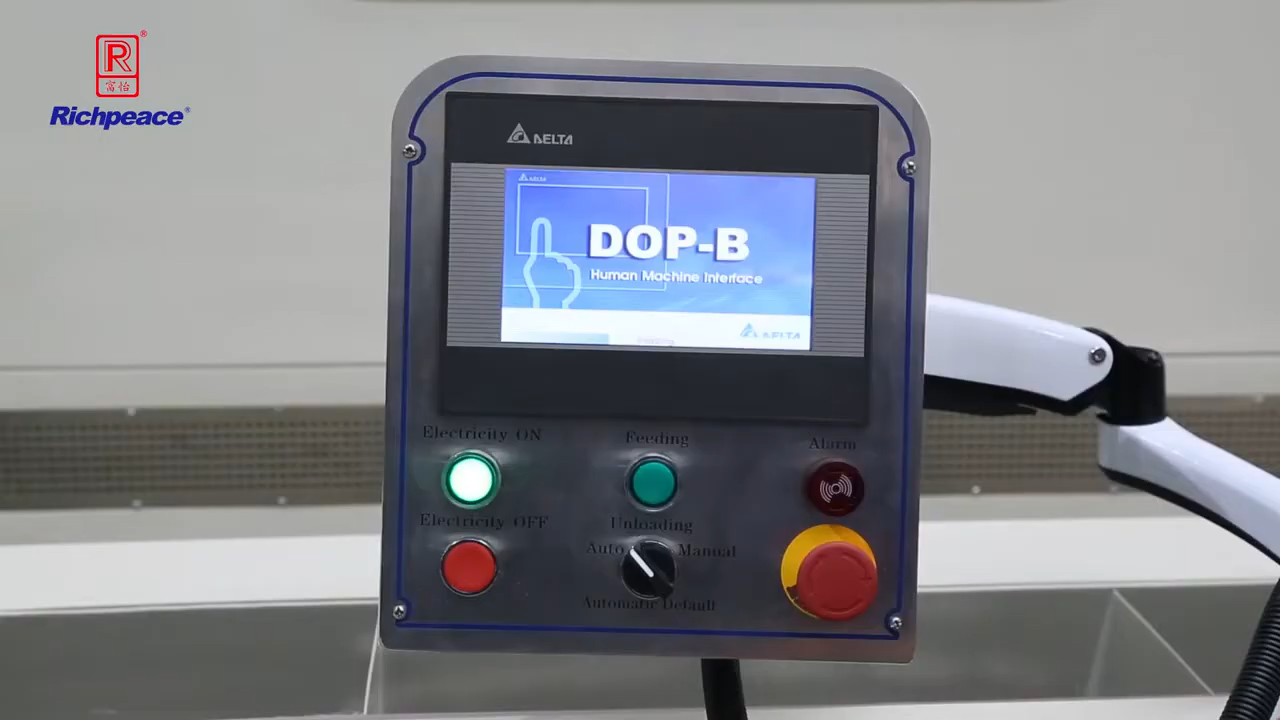 R
®
富怡
Richpeace®
DELTA
DELTA
DOP-B
Human Machine Interface
DELTA
Electricity ON
Feeding
Alarm
Electricity OFF
Unloading
Auto
Manual
Automatic Default